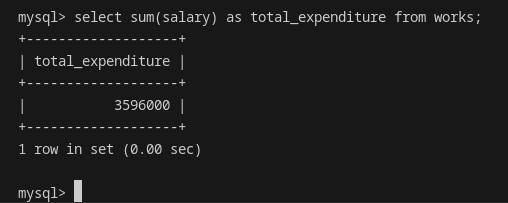 mysql> select sum(salary) as total_expenditure from works;
+-------------------+
| total_expenditure |
+-------------------+
|           3596000 |
+-------------------+
1 row in set (0.00 sec)

mysql>